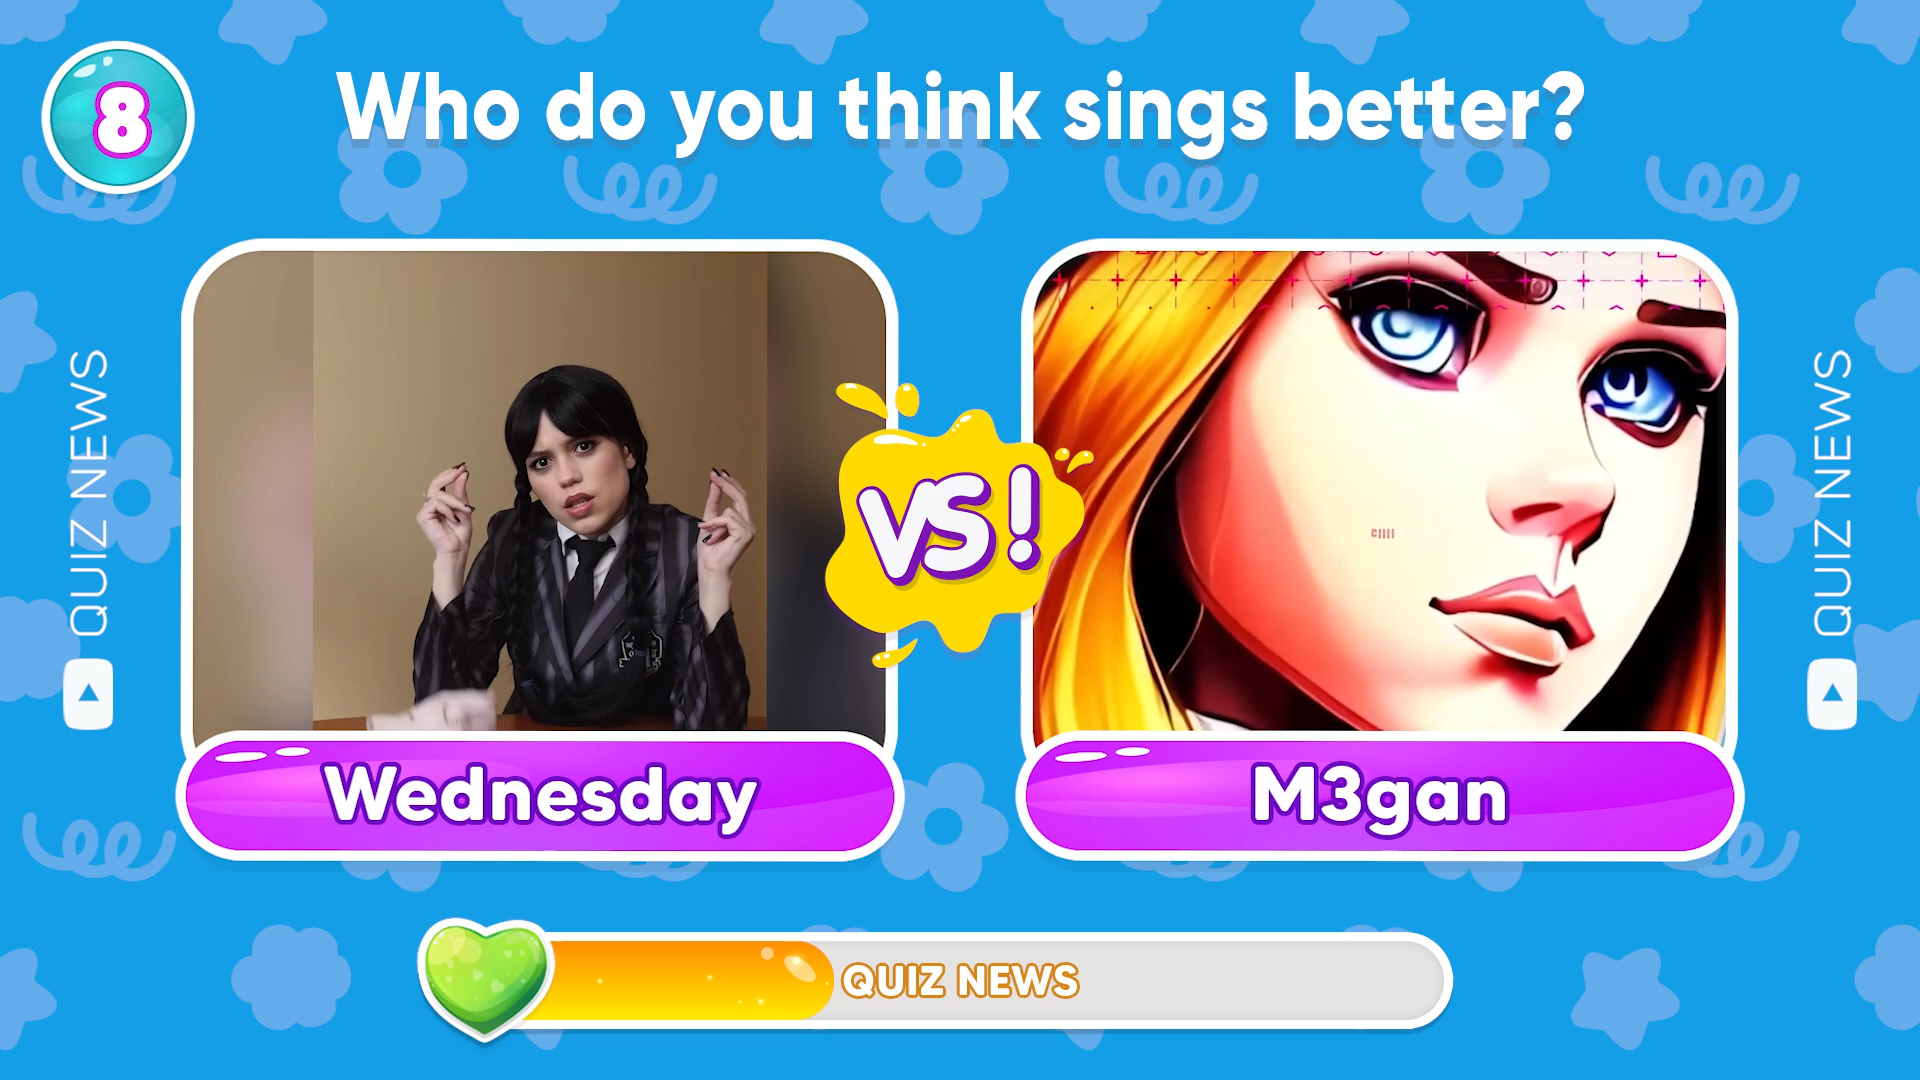 8
Who do you think sings better?
QUIZ NEWS
VS!
QUIZ NEWS
Wednesday
M3gan
QUIZ NEWS